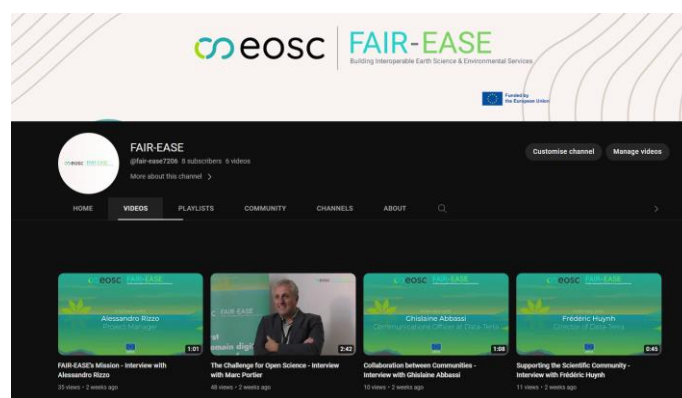 eosc FAIR-EASE
Building Interoperable Earth Science & Environmental Services
Funded by
the European Union
FAIR-EASE
@fair-ease7206 8 subscribers 6 videos
More about this channel >
Customise channel Manage videos
HOME VIDEOS PLAYLISTS COMMUNITY CHANNELS ABOUT
eosc FAIR-EASE
Alessandro Rizzo
Project Manager
1:01
FAIR-EASE's Mission - Interview with
Alessandro Rizzo
35 views • 2 weeks ago
FAIR-EASE
main digi
2:42
The Challenge for Open Science - Interview
with Marc Portier
48 views • 2 weeks ago
eosc FAIR-EASE
Ghislaine Abbassi
Communications Officer at Data Terra
1:08
Collaboration between Communities -
Interview with Ghislaine Abbassi
10 views • 2 weeks ago
eosc FAIR-EASE
Frédéric Huynh
Director of Data Terra
0:45
Supporting the Scientific Community -
Interview with Frédéric Huynh
11 views • 2 weeks ago